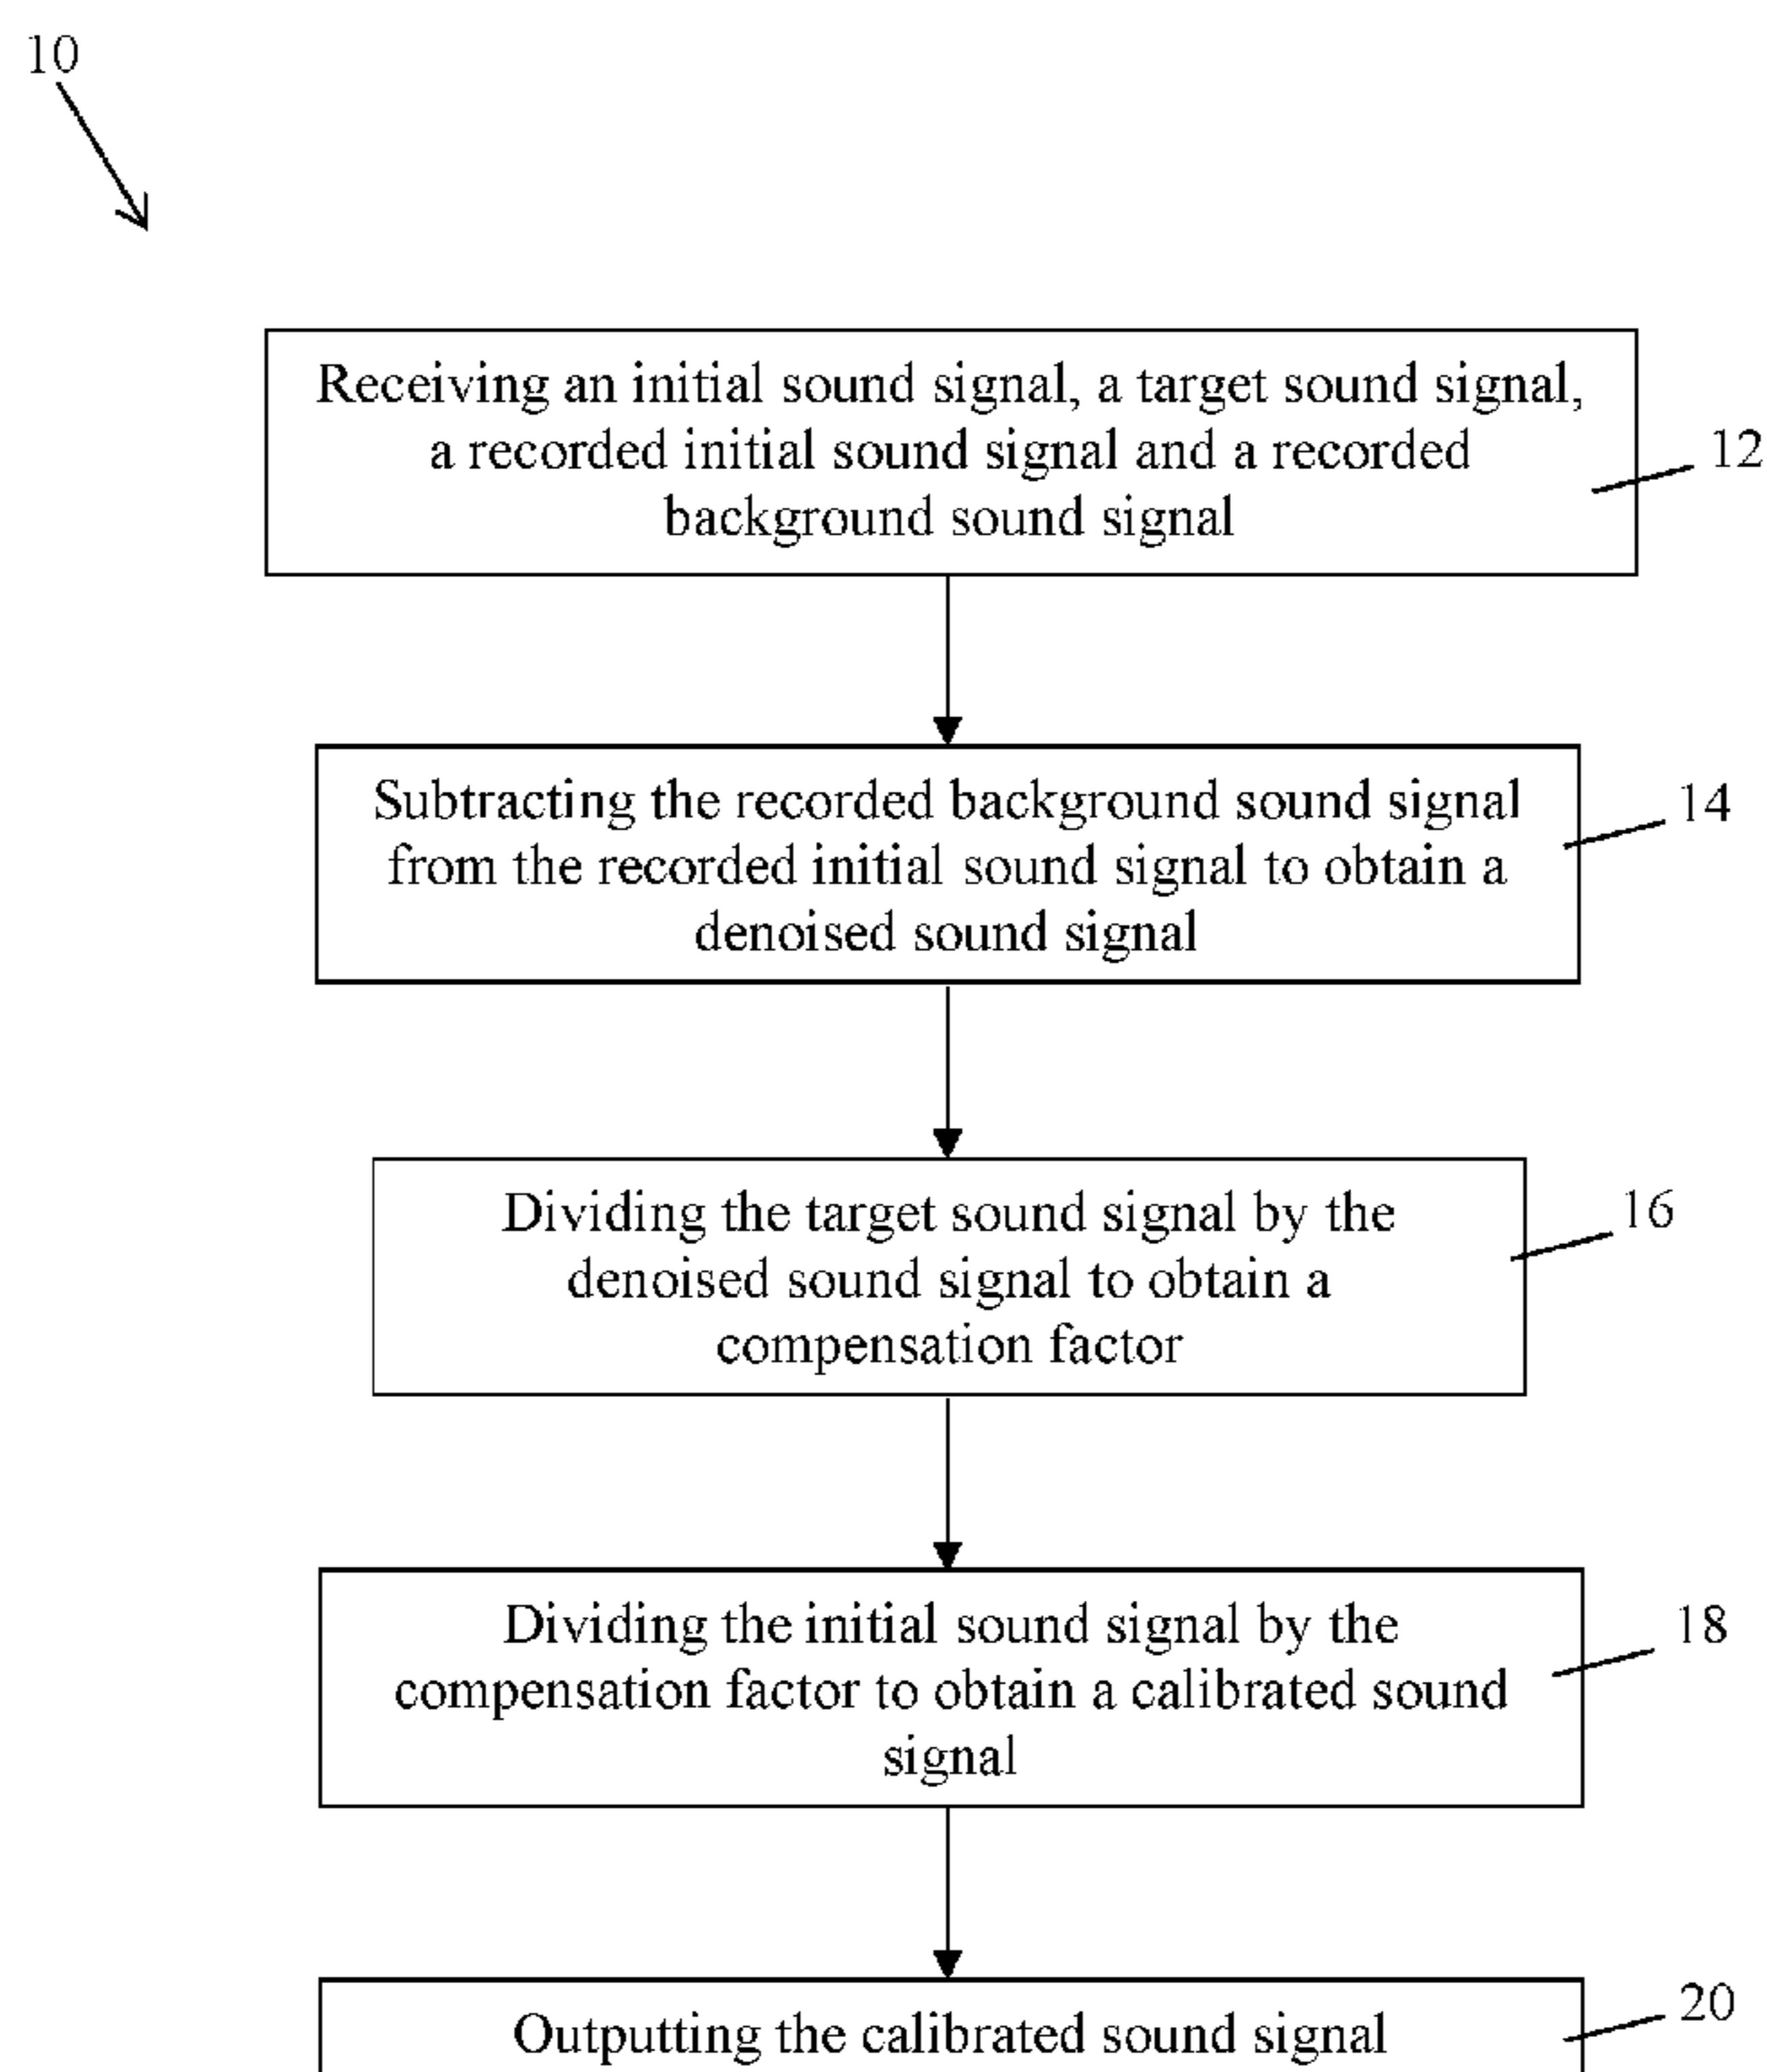 10
Receiving an initial sound signal, a target sound signal,
a recorded initial sound signal and a recorded
background sound signal
12
Subtracting the recorded background sound signal
from the recorded initial sound signal to obtain a
denoised sound signal
14
Dividing the target sound signal by the
denoised sound signal to obtain a
compensation factor
16
Dividing the initial sound signal by the
compensation factor to obtain a calibrated sound
signal
18
Outputting the calibrated sound signal
20